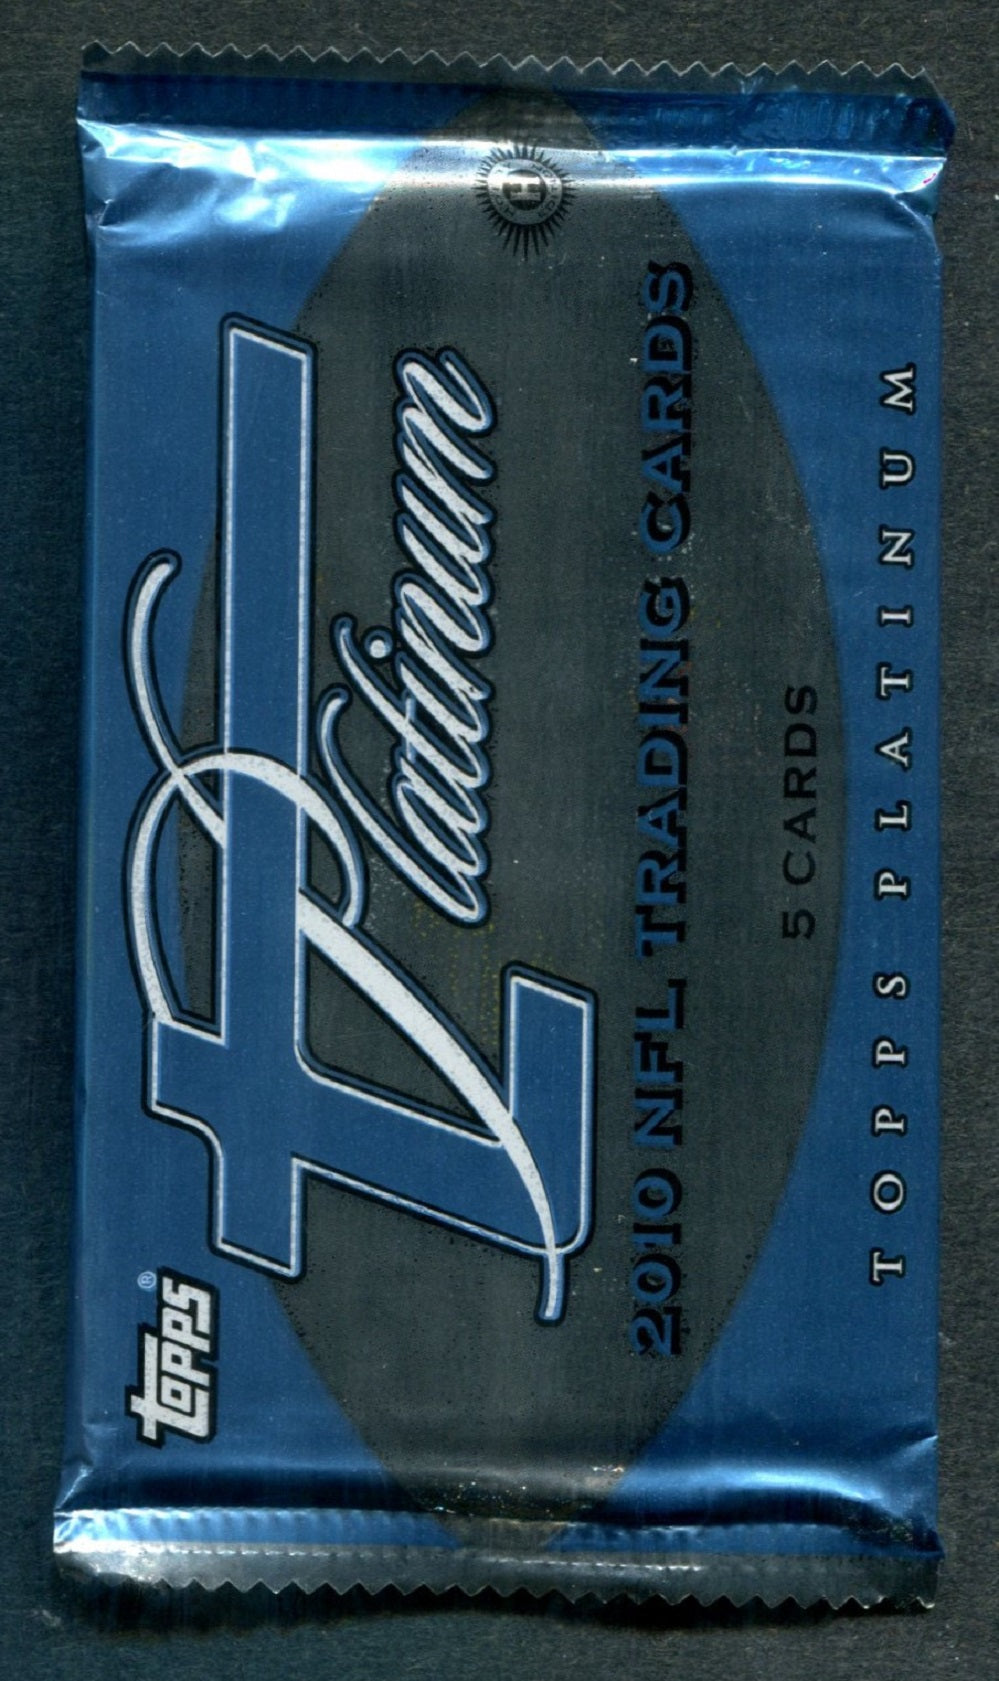 topps®
tP
Platinum
2010 NFL TRADING CARDS
5 CARDS
TOPPS PLATINUM
H